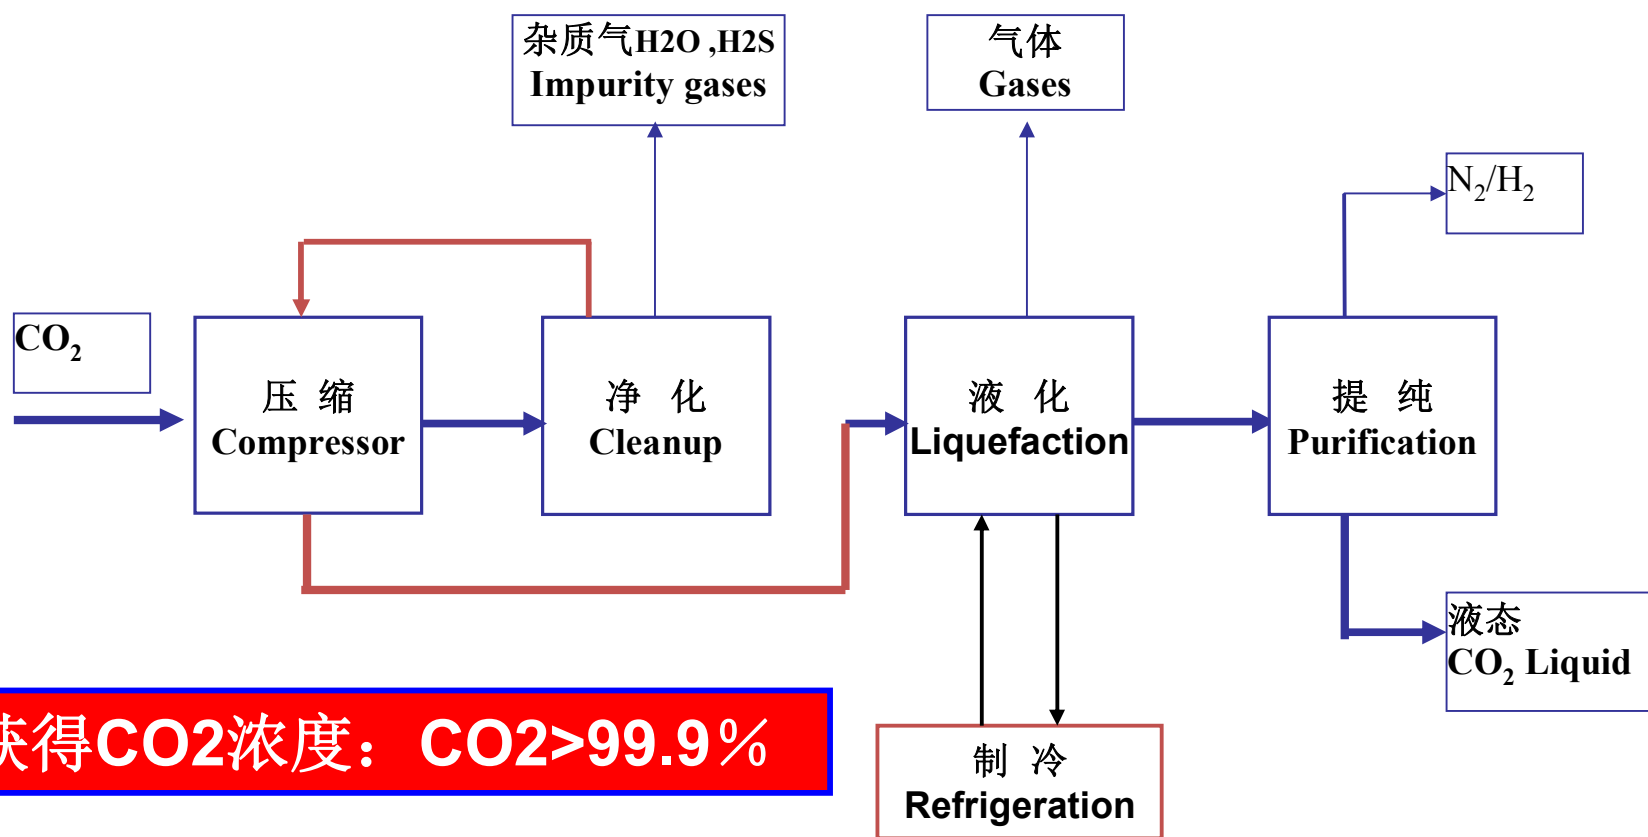 杂质气H2O ,H2S
Impurity gases
气体
Gases
N₂/H₂
CO₂
压 缩
Compressor
净 化
Cleanup
液 化
Liquefaction
提 纯
Purification
液态
CO₂ Liquid
获得CO2浓度：CO2>99.9％
制 冷
Refrigeration